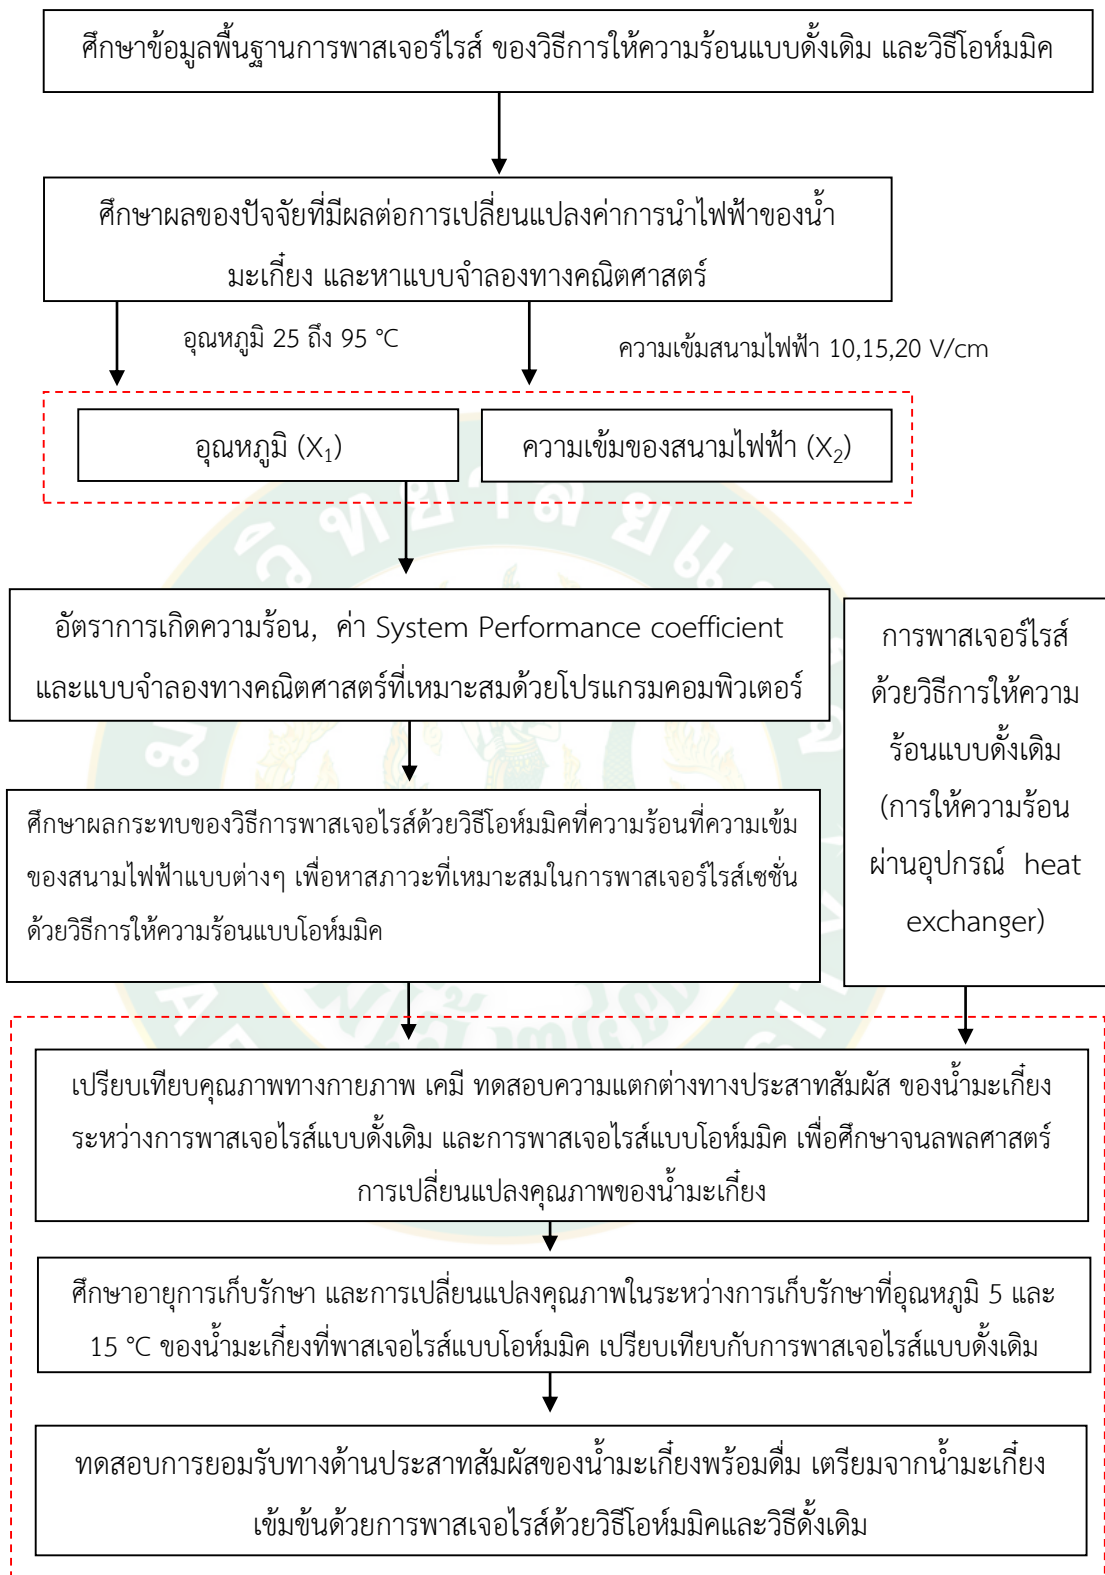 ศึกษาข้อมูลพื้นฐานการพาสเจอร์ไรส์ ของวิธีการให้ความร้อนแบบดั้งเดิม และวิธีโอห์มมิค
ศึกษาผลของปัจจัยที่มีผลต่อการเปลี่ยนแปลงค่าการนำไฟฟ้าของน้ำ
มะเกี๋ยง และหาแบบจำลองทางคณิตศาสตร์
อุณหภูมิ 25 ถึง 95 °C
ความเข้มสนามไฟฟ้า 10,15,20 V/cm
อุณหภูมิ (X₁)
ความเข้มของสนามไฟฟ้า (X₂)
อัตราการเกิดความร้อน, ค่า System Performance coefficient
และแบบจำลองทางคณิตศาสตร์ที่เหมาะสมด้วยโปรแกรมคอมพิวเตอร์
การพาสเจอร์ไรส์
ด้วยวิธีการให้ความ
ร้อนแบบดั้งเดิม
(การให้ความร้อน
ผ่านอุปกรณ์ heat
exchanger)
ศึกษาผลกระทบของวิธีการพาสเจอไรส์ด้วยวิธีโอห์มมิคที่ความร้อนที่ความเข้ม
ของสนามไฟฟ้าแบบต่างๆ เพื่อหาสภาวะที่เหมาะสมในการพาสเจอร์ไรส์เซชั่น
ด้วยวิธีการให้ความร้อนแบบโอห์มมิค
เปรียบเทียบคุณภาพทางกายภาพ เคมี ทดสอบความแตกต่างทางประสาทสัมผัส ของน้ำมะเกี๋ยง
ระหว่างการพาสเจอไรส์แบบดั้งเดิม และการพาสเจอไรส์แบบโอห์มมิค เพื่อศึกษาจนลพลศาสตร์
การเปลี่ยนแปลงคุณภาพของน้ำมะเกี๋ยง
ศึกษาอายุการเก็บรักษา และการเปลี่ยนแปลงคุณภาพในระหว่างการเก็บรักษาที่อุณหภูมิ 5 และ
15 °C ของน้ำมะเกี๋ยงที่พาสเจอไรส์แบบโอห์มมิค เปรียบเทียบกับการพาสเจอไรส์แบบดั้งเดิม
ทดสอบการยอมรับทางด้านประสาทสัมผัสของน้ำมะเกี๋ยงพร้อมดื่ม เตรียมจากน้ำมะเกี๋ยง
เข้มข้นด้วยการพาสเจอไรส์ด้วยวิธีโอห์มมิคและวิธีดั้งเดิม